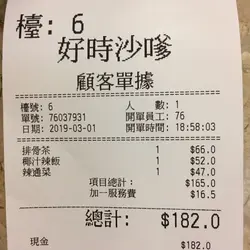 檯: 6
好時沙嗲
顧客單據
檯號: 6 人 數: 1
單號: 76037931 開單員工: 76
日期: 2019-03-01 開單時間: 18:58:03
排骨茶 1 $66.0
椰汁辣飯 1 $52.0
辣通菜 1 $47.0
項目總計: $165.0
加一服務費 $16.5
總計: $182.0
現金 $182.0